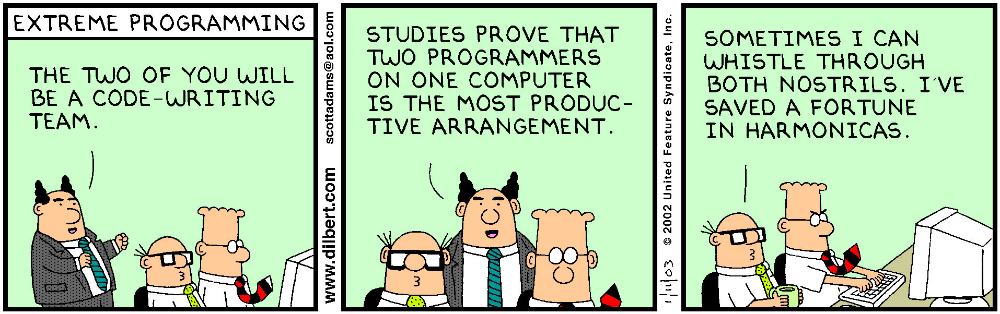 EXTREME PROGRAMMING
THE TWO OF YOU WILL
BE A CODE-WRITING
TEAM.
www.dilbert.com scottadams@aol.com
STUDIES PROVE THAT
TWO PROGRAMMERS
ON ONE COMPUTER
IS THE MOST PRODUC-
TIVE ARRANGEMENT.
1/11/03 © 2002 United Feature Syndicate, Inc.
SOMETIMES I CAN
WHISTLE THROUGH
BOTH NOSTRILS. I'VE
SAVED A FORTUNE
IN HARMONICAS.